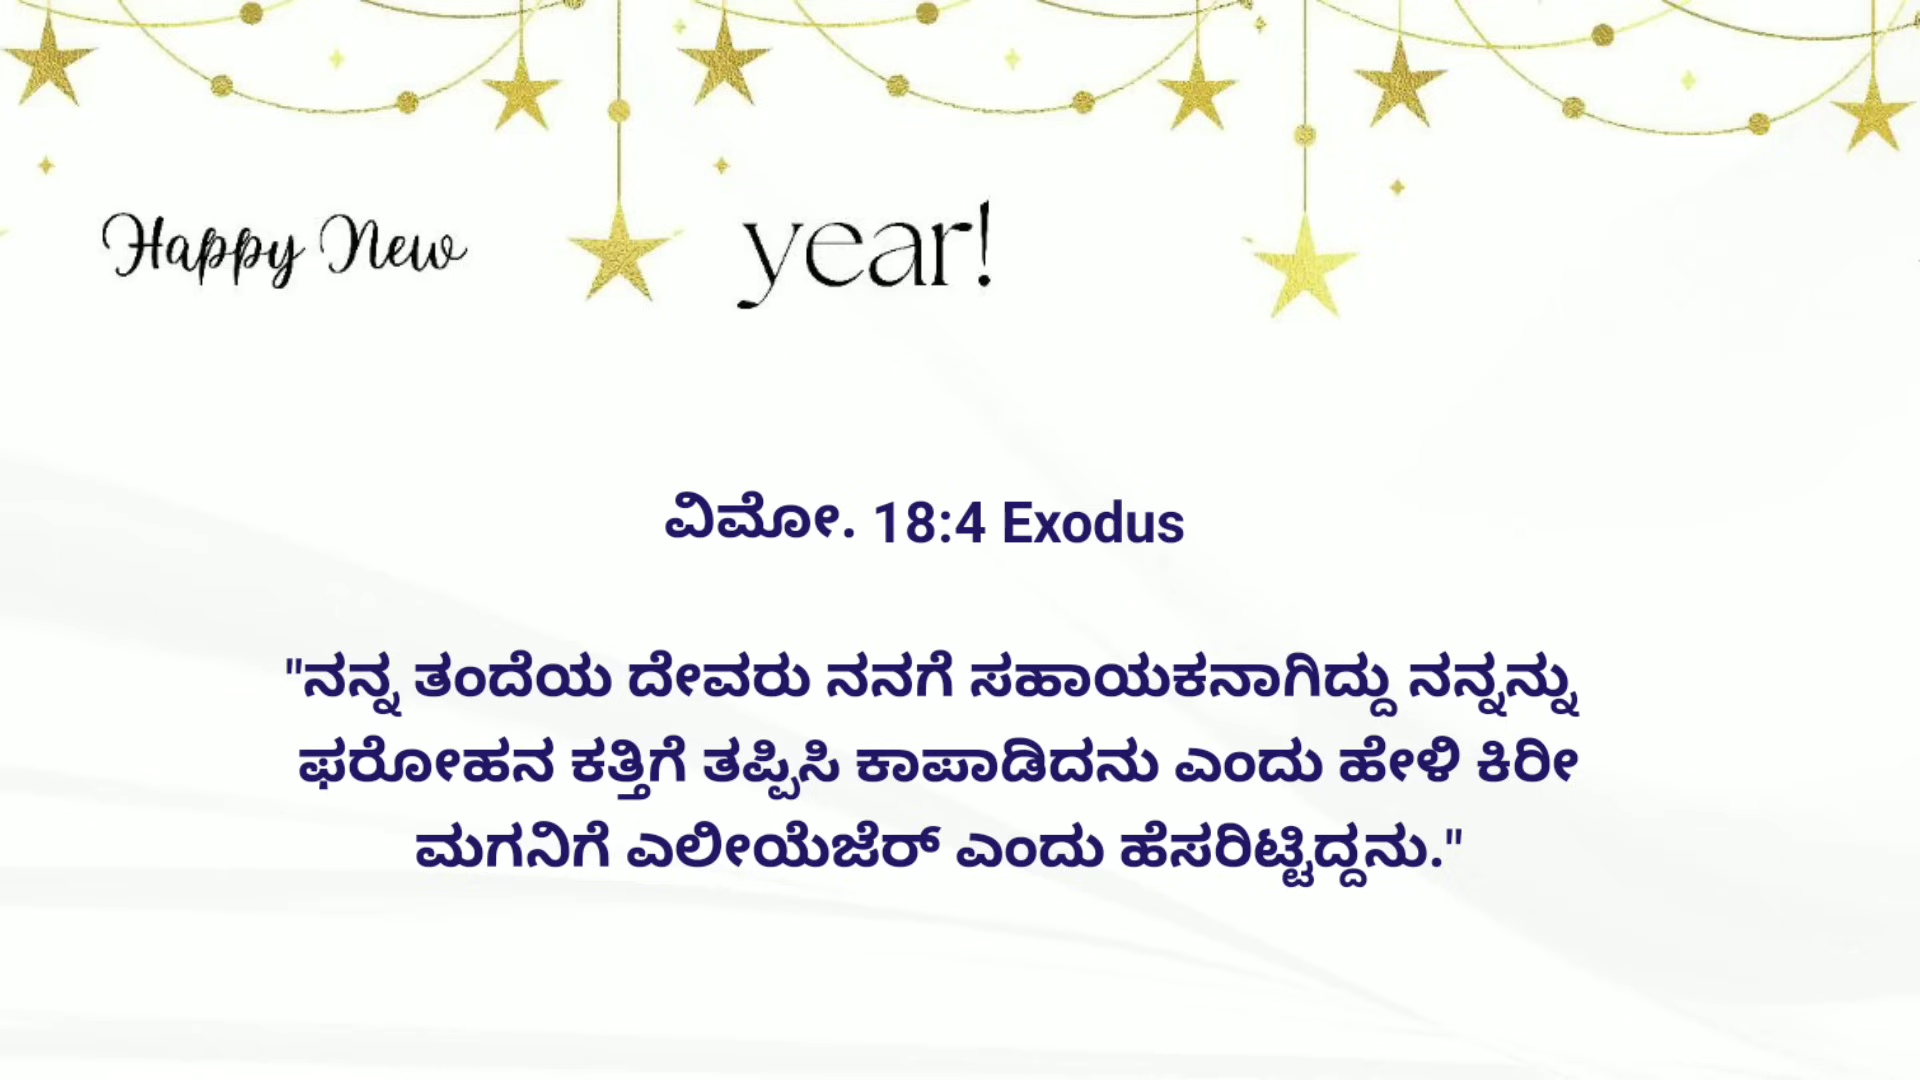 Happy New year!
ವಿಮೋ. 18:4 Exodus
"ನನ್ನ ತಂದೆಯ ದೇವರು ನನಗೆ ಸಹಾಯಕನಾಗಿದ್ದು ನನ್ನನ್ನು
ಫರೋಹನ ಕತ್ತಿಗೆ ತಪ್ಪಿಸಿ ಕಾಪಾಡಿದನು ಎಂದು ಹೇಳಿ ಕಿರೀ
ಮಗನಿಗೆ ಎಲೀಯೆಜೆರ್ ಎಂದು ಹೆಸರಿಟ್ಟಿದ್ದನು."